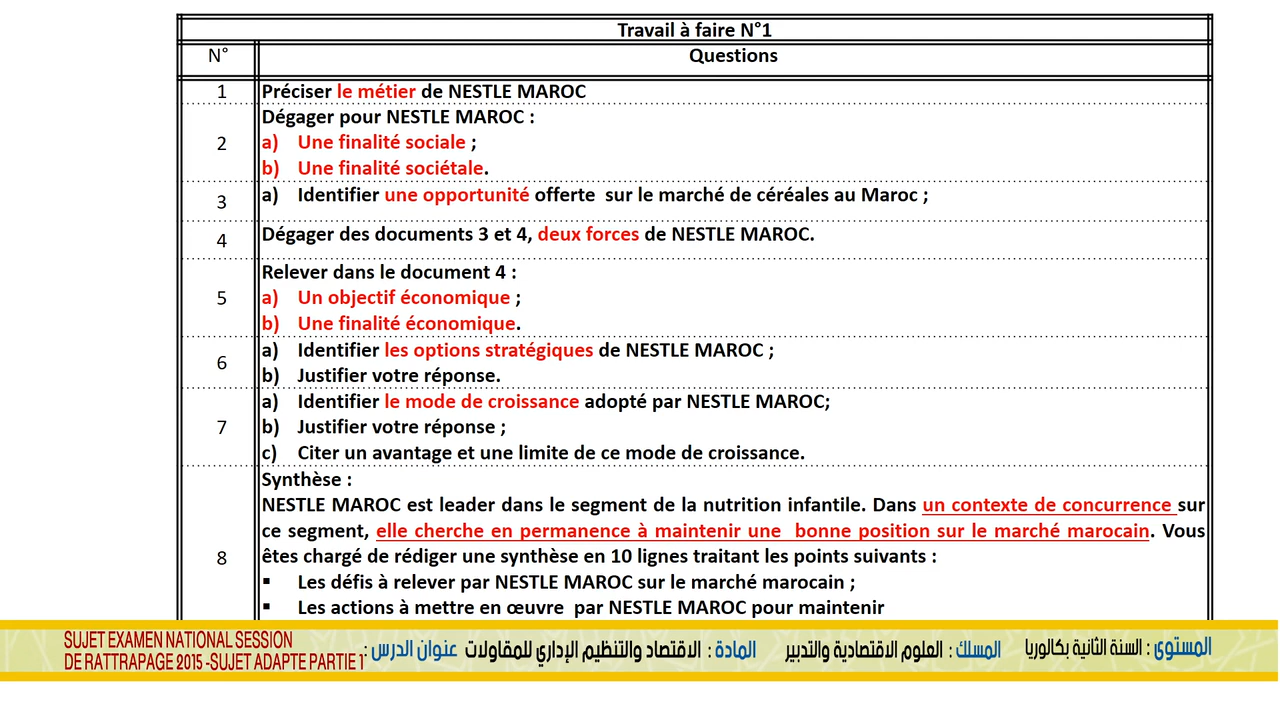 Travail à faire N°1
N° Questions
1 Préciser le métier de NESTLE MAROC
Dégager pour NESTLE MAROC :
2 a) Une finalité sociale ;
b) Une finalité sociétale.
3 a) Identifier une opportunité offerte sur le marché de céréales au Maroc ;
4 Dégager des documents 3 et 4, deux forces de NESTLE MAROC.
Relever dans le document 4 :
5 a) Un objectif économique ;
b) Une finalité économique.
6 a) Identifier les options stratégiques de NESTLE MAROC ;
b) Justifier votre réponse.
a) Identifier le mode de croissance adopté par NESTLE MAROC;
7 b) Justifier votre réponse ;
c) Citer un avantage et une limite de ce mode de croissance.
Synthèse :
NESTLE MAROC est leader dans le segment de la nutrition infantile. Dans un contexte de concurrence sur
ce segment, elle cherche en permanence à maintenir une bonne position sur le marché marocain. Vous
8 êtes chargé de rédiger une synthèse en 10 lignes traitant les points suivants :
▪ Les défis à relever par NESTLE MAROC sur le marché marocain ;
▪ Les actions à mettre en œuvre par NESTLE MAROC pour maintenir
المستوى : السنة الثانية بكالوريا المسلك : العلوم الاقتصادية والتدبير المادة : الاقتصاد والتنظيم الإداري للمقاولات عنوان الدرس :
SUJET EXAMEN NATIONAL SESSION
DE RATTRAPAGE 2015 -SUJET ADAPTE PARTIE 1